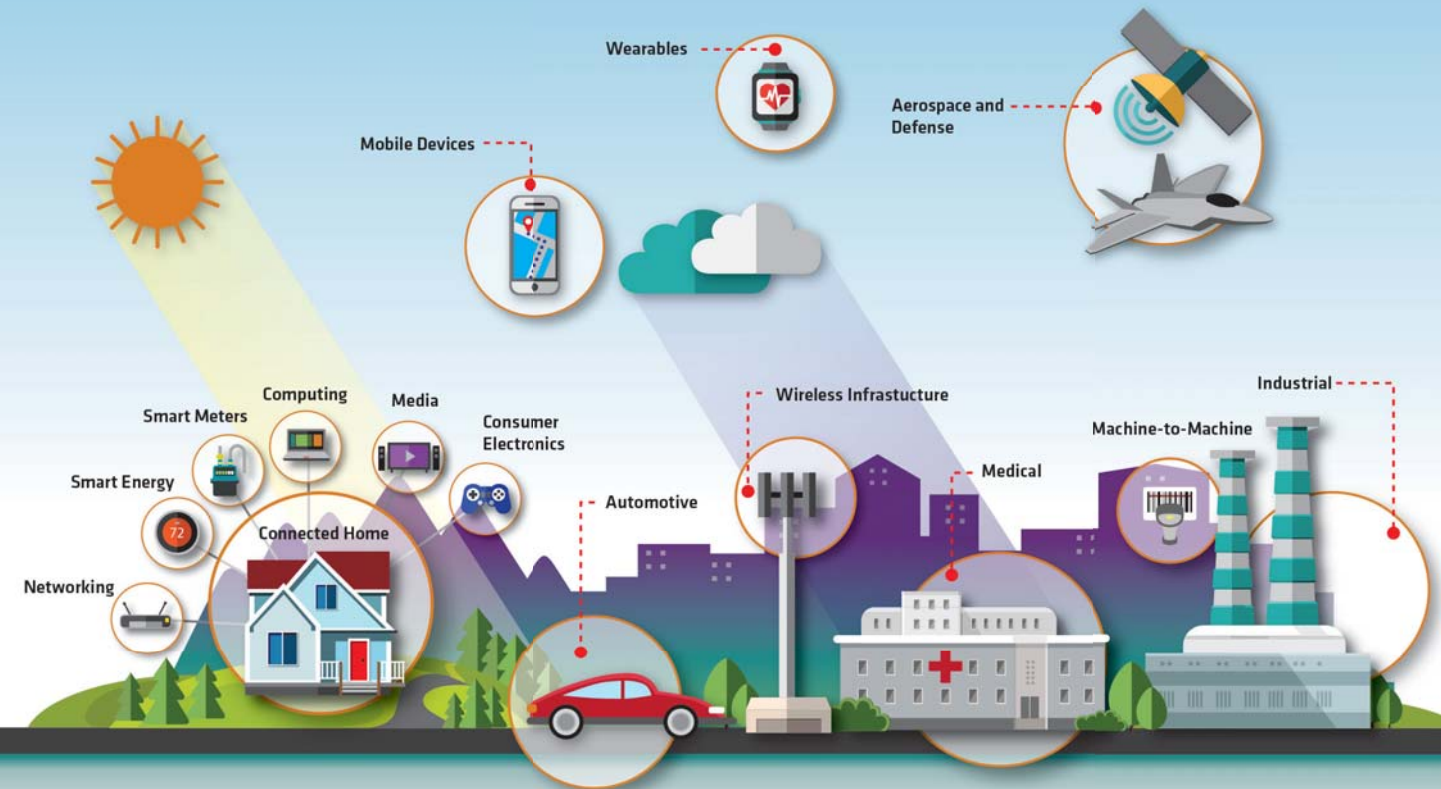 Wearables
Aerospace and
Defense
Mobile Devices
Computing
Media
Smart Meters
Consumer
Electronics
Smart Energy
72
Connected Home
Networking
Automotive
Wireless Infrastucture
Medical
Machine-to-Machine
Industrial